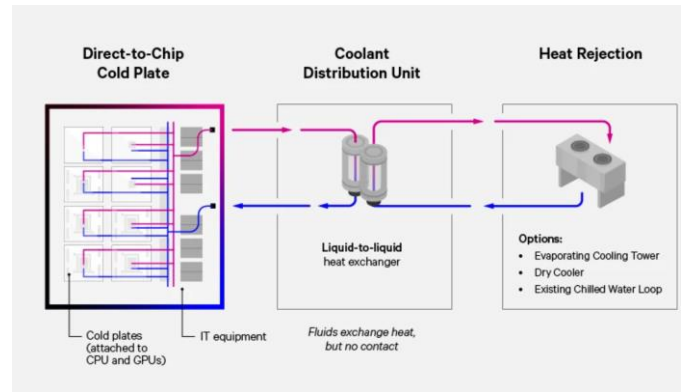 Direct-to-Chip
Cold Plate
Coolant
Distribution Unit
Heat Rejection
Liquid-to-liquid
heat exchanger
Options:
• Evaporating Cooling Tower
• Dry Cooler
• Existing Chilled Water Loop
Cold plates
(attached to
CPU and GPUs)
IT equipment
Fluids exchange heat,
but no contact